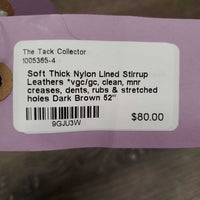 The Tack Collector
1005365-4
Soft Thick Nylon Lined Stirrup
Leathers *vgc/gc, clean, mnr
creases, dents, rubs & stretched
holes Dark Brown 52"
9GJU3W
$80.00